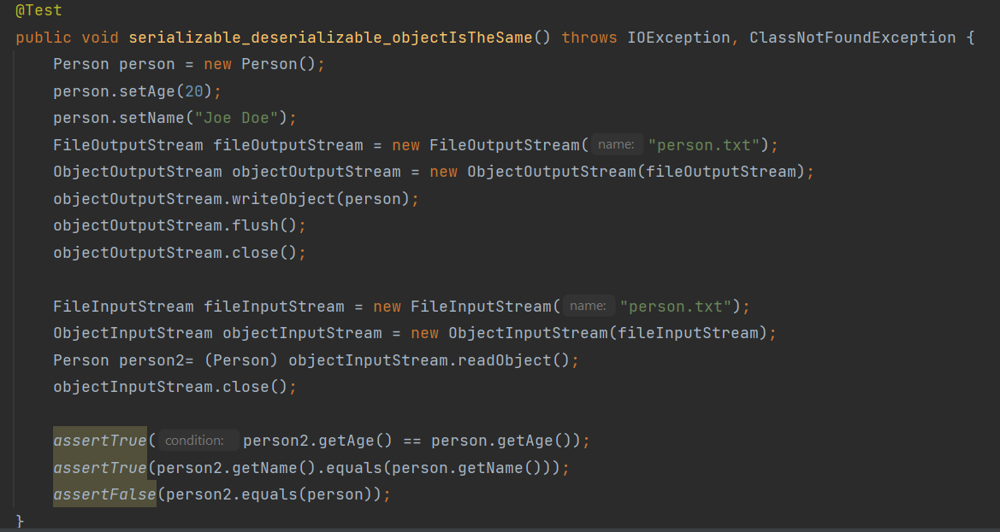 @Test
public void serializable_deserializable_objectIsTheSame() throws IOException, ClassNotFoundException {
Person person = new Person();
person.setAge(20);
person.setName("Joe Doe");
FileOutputStream fileOutputStream = new FileOutputStream( name: "person.txt");
ObjectOutputStream objectOutputStream = new ObjectOutputStream(fileOutputStream);
objectOutputStream.writeObject(person);
objectOutputStream.flush();
objectOutputStream.close();
FileInputStream fileInputStream = new FileInputStream( name: "person.txt");
ObjectInputStream objectInputStream = new ObjectInputStream(fileInputStream);
Person person2= (Person) objectInputStream.readObject();
objectInputStream.close();
assertTrue( condition: person2.getAge() == person.getAge());
assertTrue(person2.getName().equals(person.getName()));
assertFalse(person2.equals(person));
}